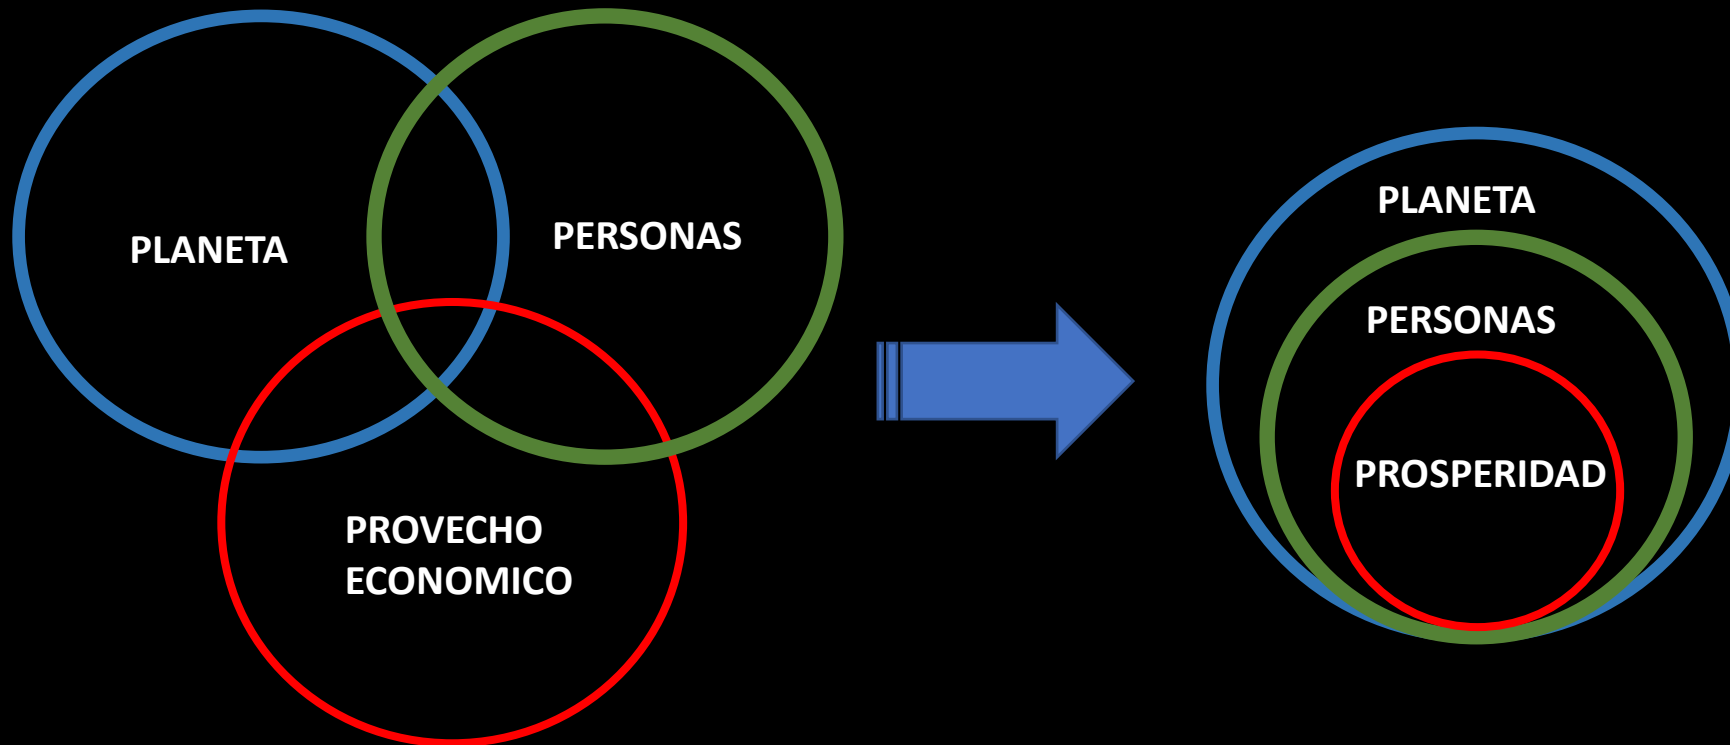 PLANETA
PERSONAS
PROVECHO
ECONOMICO
PLANETA
PERSONAS
PROSPERIDAD